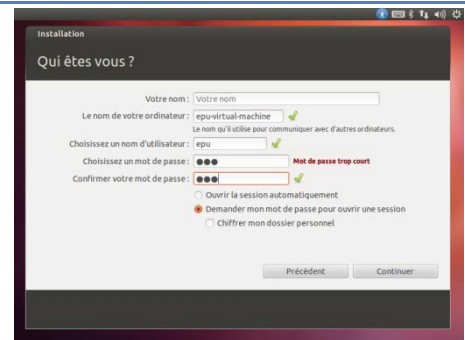 Installation
Qui êtes vous ?
Votre nom : Votre nom
Le nom de votre ordinateur : epu-virtual-machine
Le nom qu'il utilise pour communiquer avec d'autres ordinateurs.
Choisissez un nom d'utilisateur : epu
Choisissez un mot de passe : ●●● Mot de passe trop court
Confirmer votre mot de passe : ●●●
Ouvrir la session automatiquement
Demander mon mot de passe pour ouvrir une session
Chiffrer mon dossier personnel
Précédent Continuer